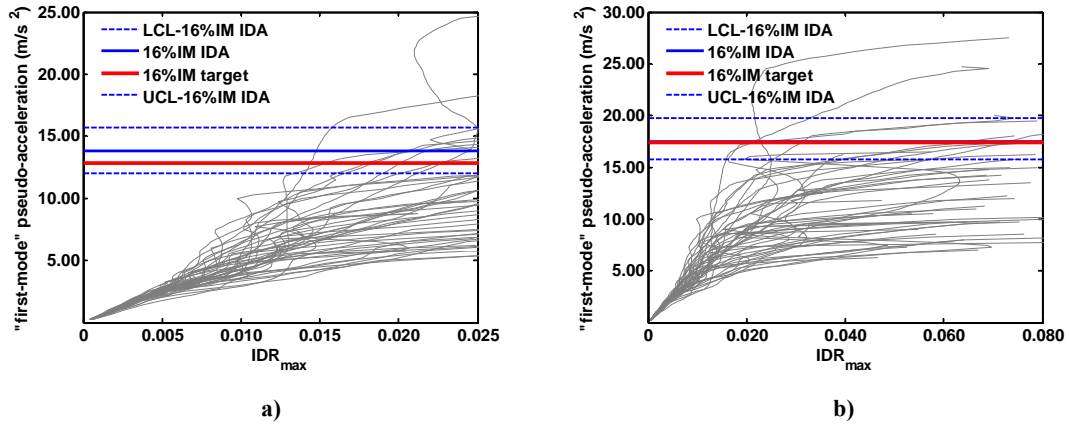 "first-mode" pseudo-acceleration (m/s²)
25.00
20.00
15.00
10.00
5.00
LCL-16%IM IDA
16%IM IDA
16%IM target
UCL-16%IM IDA
0 0.005 0.010 0.015 0.020 0.025
IDRmax
a)
"first-mode" pseudo-acceleration (m/s²)
30.00
25.00
20.00
15.00
10.00
5.00
LCL-16%IM IDA
16%IM IDA
16%IM target
UCL-16%IM IDA
0 0.020 0.040 0.060 0.080
IDRmax
b)